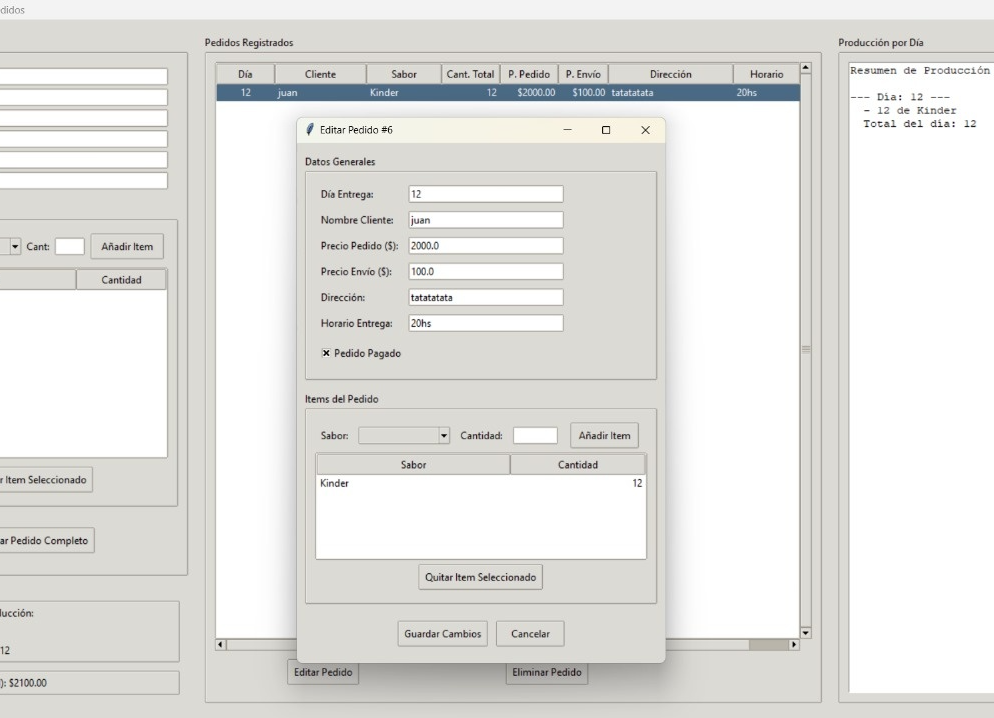 didos
Pedidos Registrados
Producción por Día
Día Cliente Sabor Cant. Total P. Pedido P. Envío Dirección Horario
12 juan Kinder 12 $2000.00 $100.00 tatatatata 20hs
Resumen de Producción
--- Día: 12 ---
- 12 de Kinder
Total del día: 12
Cant: Añadir Item
Cantidad
r Item Seleccionado
ar Pedido Completo
ducción:
12
): $2100.00
Editar Pedido #6
Datos Generales
Día Entrega: 12
Nombre Cliente: juan
Precio Pedido ($): 2000.0
Precio Envío ($): 100.0
Dirección: tatatatata
Horario Entrega: 20hs
Pedido Pagado
Items del Pedido
Sabor: Cantidad: Añadir Item
Sabor Cantidad
Kinder 12
Quitar Item Seleccionado
Guardar Cambios Cancelar
Editar Pedido Eliminar Pedido